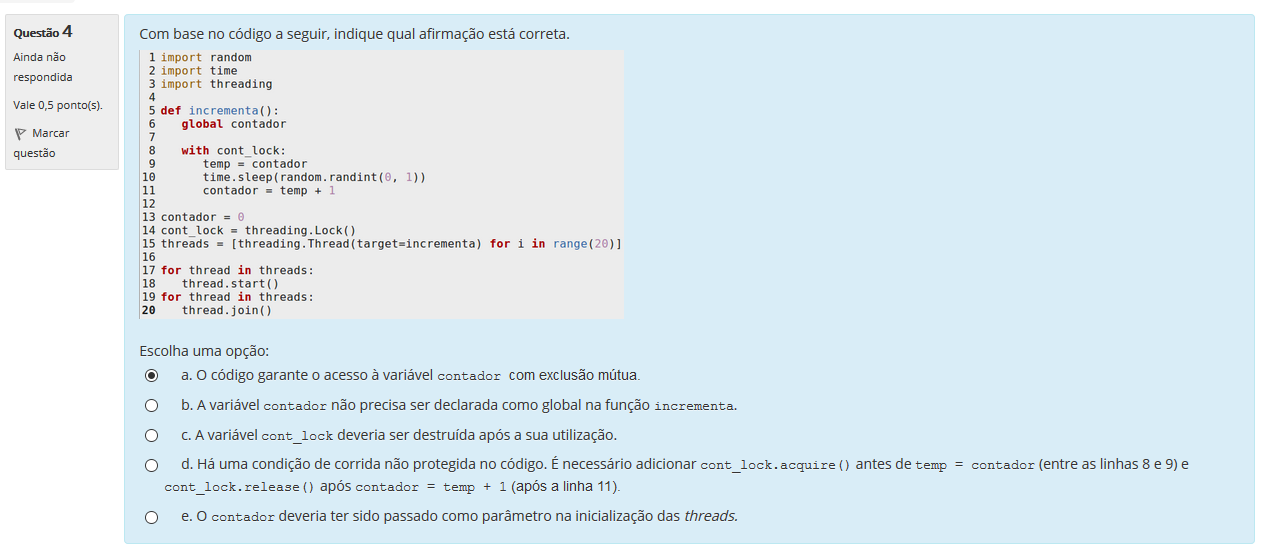 Questão 4
Ainda não
respondida
Vale 0,5 ponto(s).
Marcar
questão
Com base no código a seguir, indique qual afirmação está correta.
1 import random
2 import time
3 import threading
4
5 def incrementa():
6    global contador
7
8    with cont_lock:
9       temp = contador
10       time.sleep(random.randint(0, 1))
11       contador = temp + 1
12
13 contador = 0
14 cont_lock = threading.Lock()
15 threads = [threading.Thread(target=incrementa) for i in range(20)]
16
17 for thread in threads:
18    thread.start()
19 for thread in threads:
20    thread.join()
Escolha uma opção:
a. O código garante o acesso à variável contador com exclusão mútua.
b. A variável contador não precisa ser declarada como global na função incrementa.
c. A variável cont_lock deveria ser destruída após a sua utilização.
d. Há uma condição de corrida não protegida no código. É necessário adicionar cont_lock.acquire() antes de temp = contador (entre as linhas 8 e 9) e
cont_lock.release() após contador = temp + 1 (após a linha 11).
e. O contador deveria ter sido passado como parâmetro na inicialização das threads.